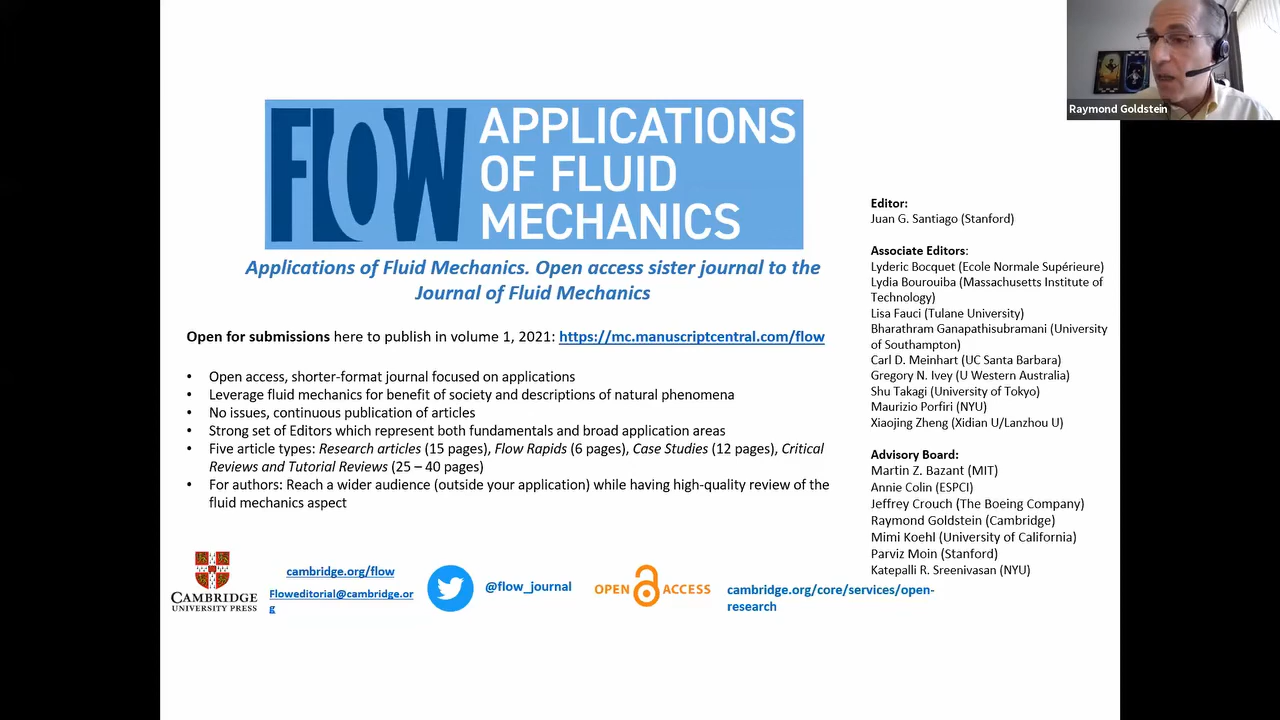 FLOW APPLICATIONS
OF FLUID
MECHANICS
Applications of Fluid Mechanics. Open access sister journal to the
Journal of Fluid Mechanics
Open for submissions here to publish in volume 1, 2021: https://mc.manuscriptcentral.com/flow
• Open access, shorter-format journal focused on applications
• Leverage fluid mechanics for benefit of society and descriptions of natural phenomena
• No issues, continuous publication of articles
• Strong set of Editors which represent both fundamentals and broad application areas
• Five article types: Research articles (15 pages), Flow Rapids (6 pages), Case Studies (12 pages), Critical
Reviews and Tutorial Reviews (25 – 40 pages)
• For authors: Reach a wider audience (outside your application) while having high-quality review of the
fluid mechanics aspect
CAMBRIDGE
UNIVERSITY PRESS
cambridge.org/flow
Floweditorial@cambridge.or
g
@flow_journal
OPEN ACCESS
cambridge.org/core/services/open-
research
Raymond Goldstein
Editor:
Juan G. Santiago (Stanford)
Associate Editors:
Lyderic Bocquet (Ecole Normale Supérieure)
Lydia Bourouiba (Massachusetts Institute of
Technology)
Lisa Fauci (Tulane University)
Bharathram Ganapathisubramani (University
of Southampton)
Carl D. Meinhart (UC Santa Barbara)
Gregory N. Ivey (U Western Australia)
Shu Takagi (University of Tokyo)
Maurizio Porfiri (NYU)
Xiaojing Zheng (Xidian U/Lanzhou U)
Advisory Board:
Martin Z. Bazant (MIT)
Annie Colin (ESPCI)
Jeffrey Crouch (The Boeing Company)
Raymond Goldstein (Cambridge)
Mimi Koehl (University of California)
Parviz Moin (Stanford)
Katepalli R. Sreenivasan (NYU)